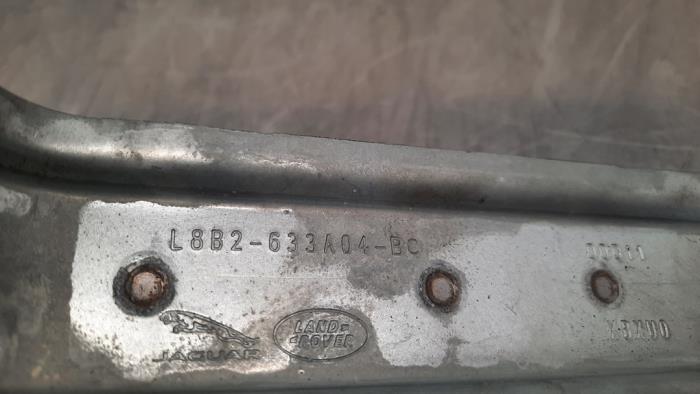 L8B2-633A04-BC
JAGUAR
LAND-
-ROVER